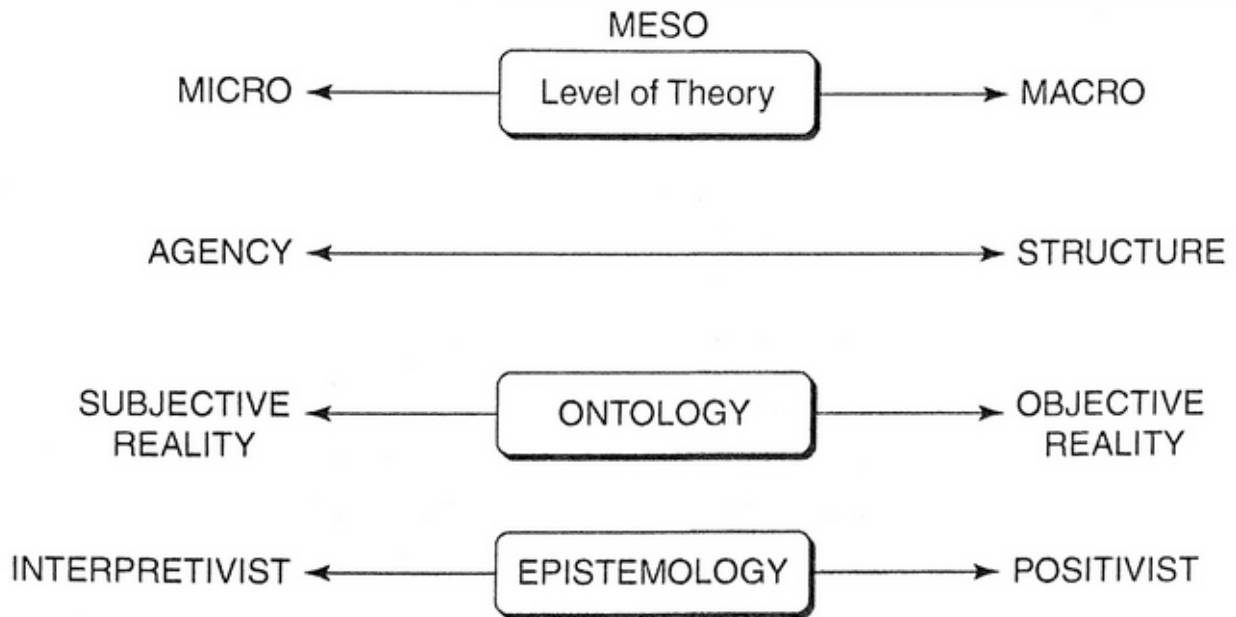 MESO
MICRO Level of Theory MACRO
AGENCY STRUCTURE
SUBJECTIVE REALITY ONTOLOGY OBJECTIVE REALITY
INTERPRETIVIST EPISTEMOLOGY POSITIVIST